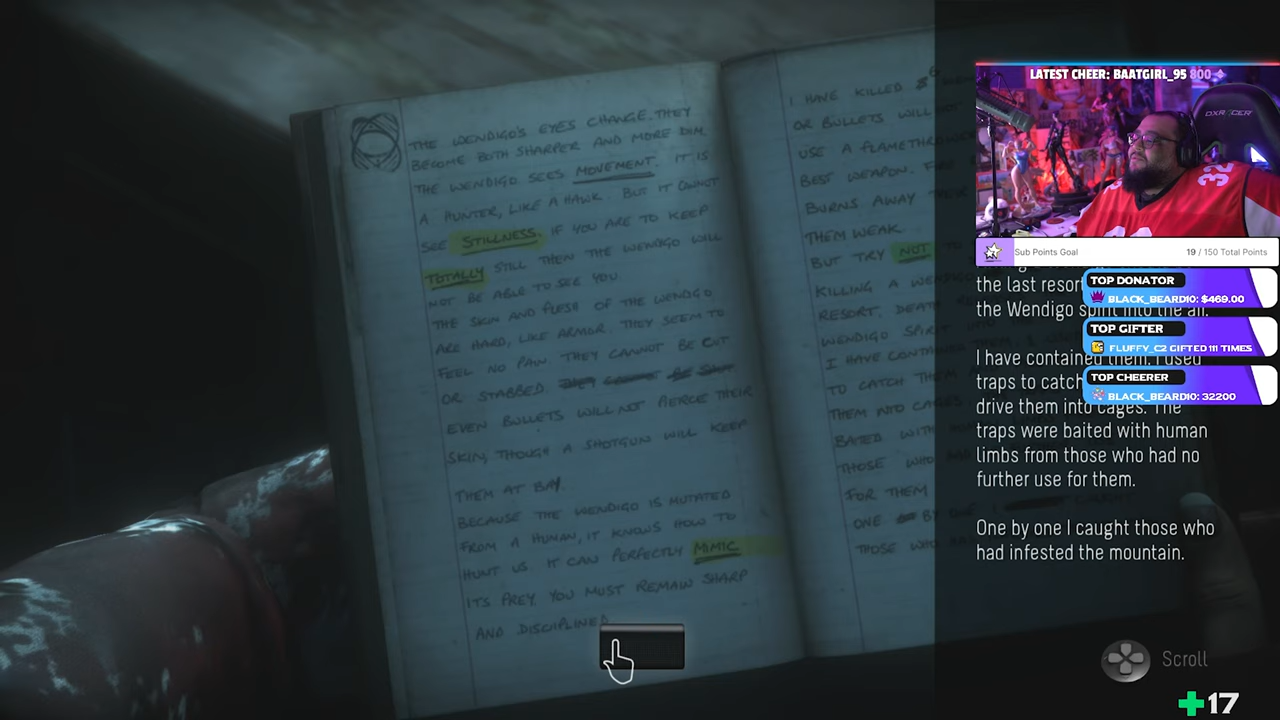 THE WENDIGO'S EYES CHANGE. THEY
BECOME BOTH SHARPER AND MORE DIM.
THE WENDIGO SEES MOVEMENT. IT IS
A HUNTER, LIKE A HAWK. BUT IT CANNOT
SEE STILLNESS. IF YOU ARE TO KEEP
TOTALLY STILL THEN THE WENDIGO WILL
NOT BE ABLE TO SEE YOU.
THE SKIN AND FLESH OF THE WENDIGO
ARE HARD, LIKE ARMOR. THEY SEEM TO
FEEL NO PAIN. THEY CANNOT BE CUT
OR STABBED.
EVEN BULLETS WILL NOT PIERCE THEIR
SKIN, THOUGH A SHOTGUN WILL KEEP
THEM AT BAY.
BECAUSE THE WENDIGO IS MUTATED
FROM A HUMAN, IT KNOWS HOW TO
HUNT US. IT CAN PERFECTLY MIMIC
ITS PREY. YOU MUST REMAIN SHARP
AND DISCIPLINED
I HAVE KILLED
OR BULLETS WILL
USE A FLAMETHROWER
BEST WEAPON.
BURNS AWAY
THEM WEAK.
BUT TRY NOT TO
KILLING A
RESORT. DEATH
WENDIGO SPIRIT
I HAVE
TO CATCH THEM
THEM INTO CAGES
BATED WITH
THOSE WHO
FOR THEM
ONE BY
THOSE WHO
LATEST CHEER: BAATGIRL_95 800
DXRACER
32
Sub Points Goal 19 / 150 Total Points
the last resort
the Wendigo spirit into the air.
I have contained them. I used
traps to catch
drive them into cages. The
traps were baited with human
limbs from those who had no
further use for them.
One by one I caught those who
had infested the mountain.
TOP DONATOR
BLACK_BEARD10: $469.00
TOP GIFTER
FLUFFY_C2 GIFTED 111 TIMES
TOP CHEERER
BLACK_BEARD10: 32200
Scroll
+17